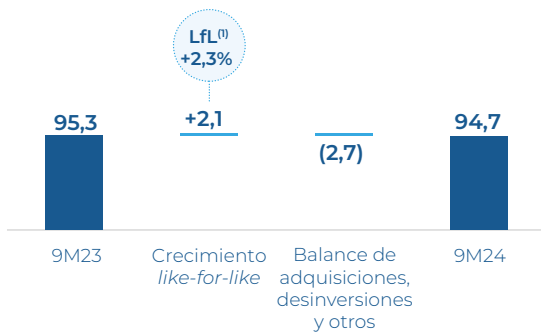 LfL(1)
+2,3%
95,3
+2,1
(2,7)
94,7
9M23
Crecimiento
like-for-like
Balance de
adquisiciones,
desinversiones
y otros
9M24